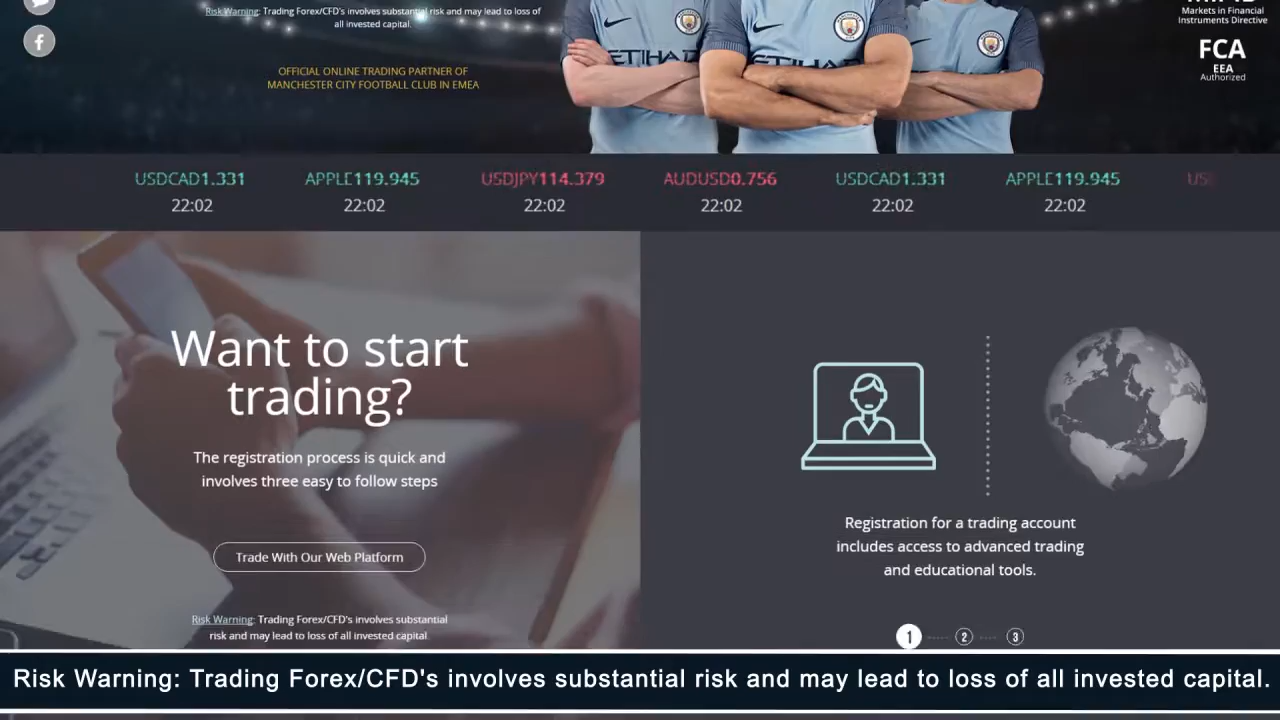 Risk Warning: Trading Forex/CFD's involves substantial risk and may lead to loss of
all invested capital.
OFFICIAL ONLINE TRADING PARTNER OF
MANCHESTER CITY FOOTBALL CLUB IN EMEA
ETIHAD
ETIHAD
ETIHAD
Markets in Financial
Instruments Directive
FCA
EEA
Authorized
USDCAD1.331 APPLE119.945 USDJPY114.379 AUDUSD0.756 USDCAD1.331 APPLE119.945 US
22:02 22:02 22:02 22:02 22:02 22:02
Want to start
trading?
The registration process is quick and
involves three easy to follow steps
Trade With Our Web Platform
Risk Warning: Trading Forex/CFD's involves substantial
risk and may lead to loss of all invested capital.
Registration for a trading account
includes access to advanced trading
and educational tools.
1 2 3
Risk Warning: Trading Forex/CFD's involves substantial risk and may lead to loss of all invested capital.